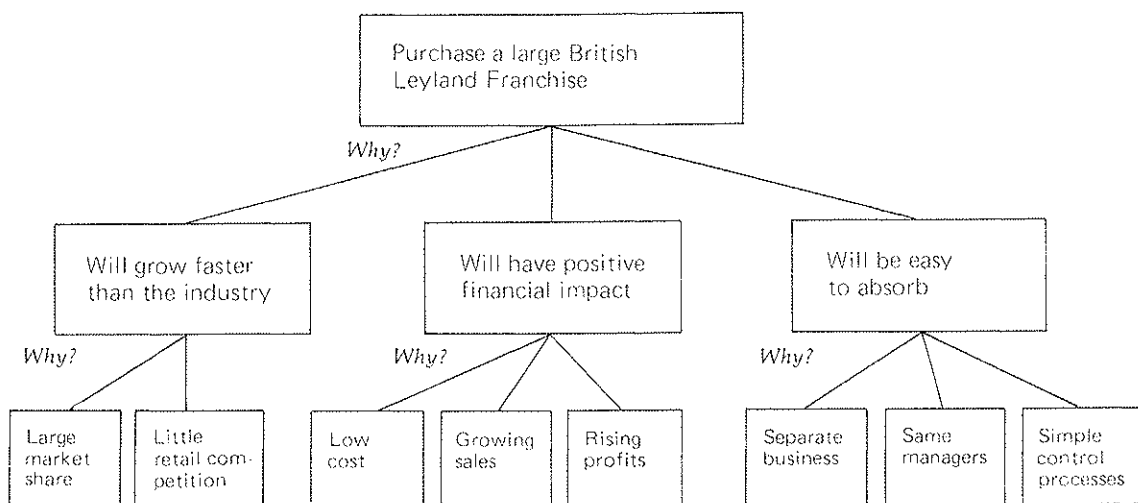 Purchase a large British
Leyland Franchise
Why?
Will grow faster
than the industry
Will have positive
financial impact
Will be easy
to absorb
Why?
Why?
Why?
Large
market
share
Little
retail com-
petition
Low
cost
Growing
sales
Rising
profits
Separate
business
Same
managers
Simple
control
processes